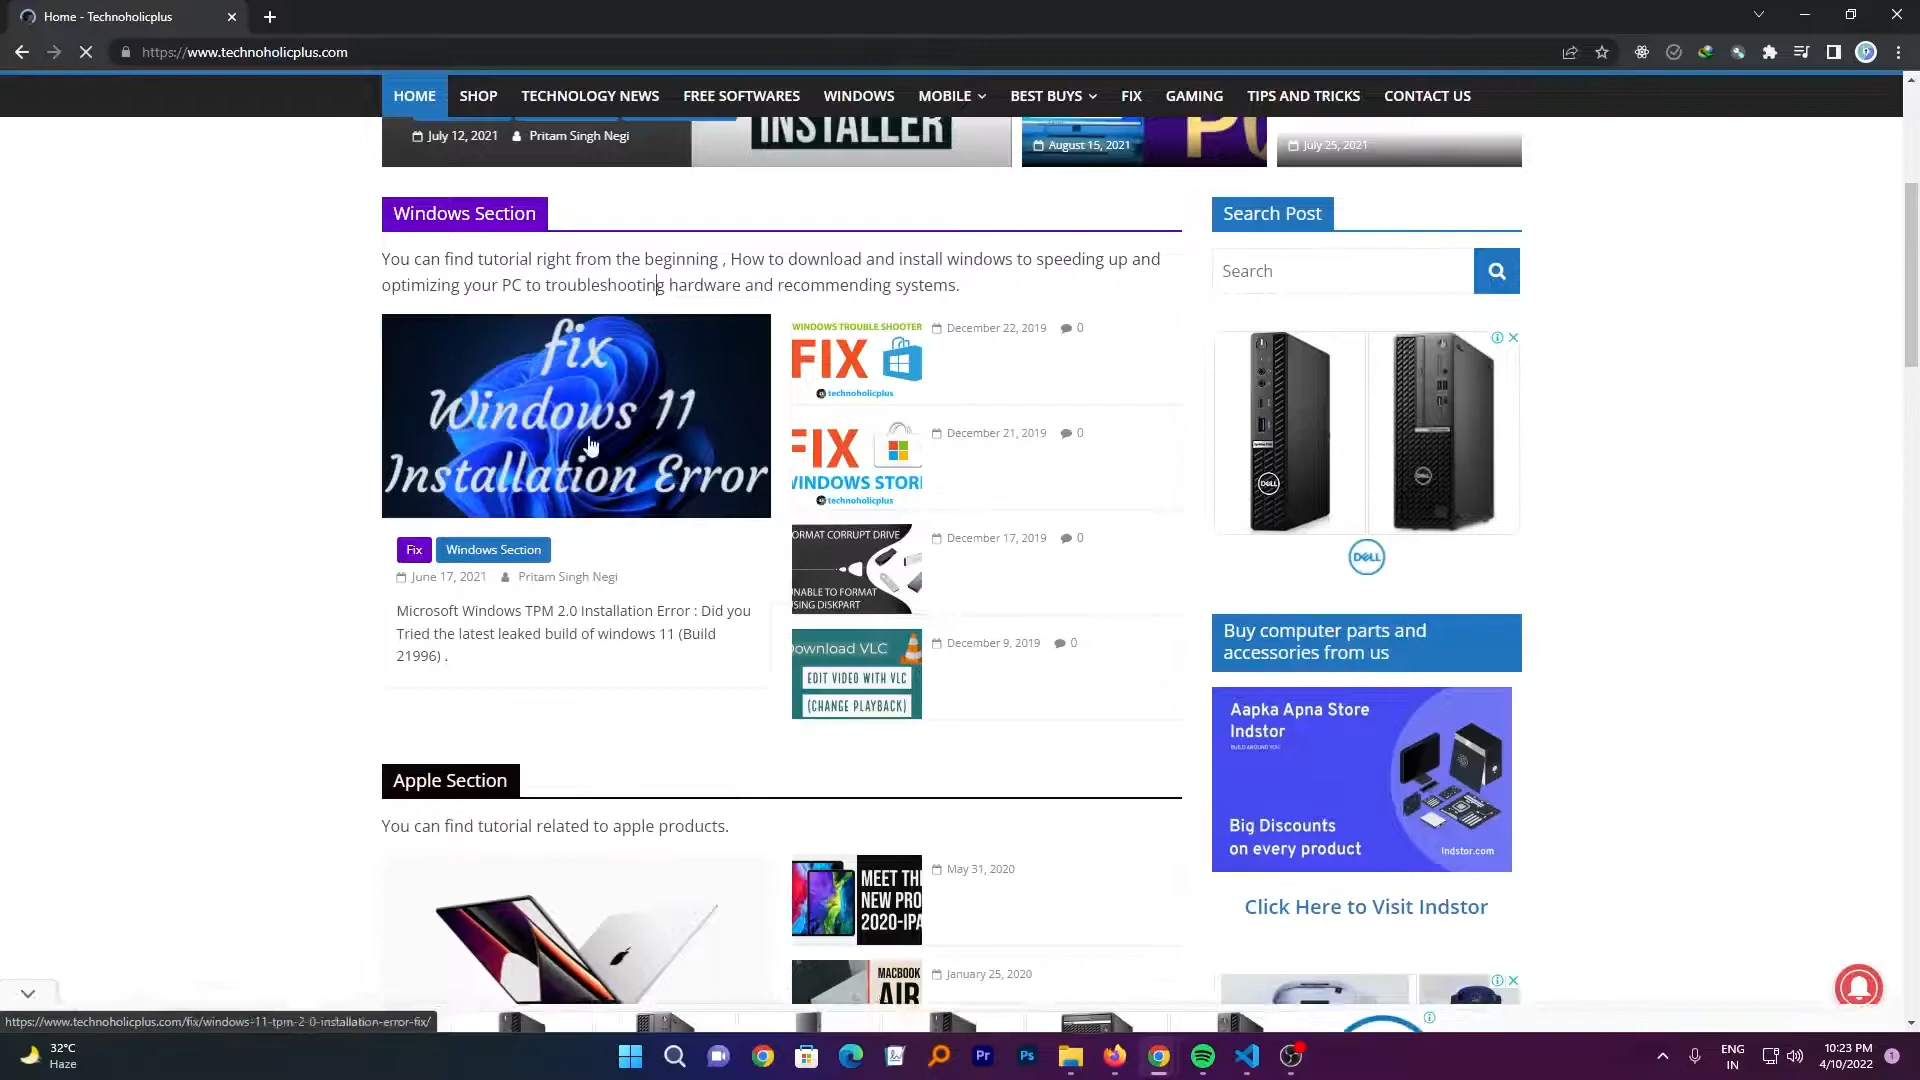 Home - Technoholicplus
https://www.technoholicplus.com
HOME SHOP TECHNOLOGY NEWS FREE SOFTWARES WINDOWS MOBILE BEST BUYS FIX GAMING TIPS AND TRICKS CONTACT US
INSTALLER
July 12, 2021 Pritam Singh Negi
August 15, 2021
July 25, 2021
Windows Section
You can find tutorial right from the beginning , How to download and install windows to speeding up and
optimizing your PC to troubleshooting hardware and recommending systems.
fix
Windows 11
Installation Error
Fix Windows Section
June 17, 2021 Pritam Singh Negi
Microsoft Windows TPM 2.0 Installation Error : Did you
Tried the latest leaked build of windows 11 (Build
21996) .
WINDOWS TROUBLE SHOOTER
FIX
technoholicplus
December 22, 2019 0
FIX
WINDOWS STOR
technoholicplus
December 21, 2019 0
ORMAT CORRUPT DRIVE
UNABLE TO FORMAT
SING DISKPART
December 17, 2019 0
Download VLC
EDIT VIDEO WITH VLC
(CHANGE PLAYBACK)
December 9, 2019 0
Apple Section
You can find tutorial related to apple products.
MEET THE
NEW PRO
2020-IPA
May 31, 2020
MACBOOK
AIR
January 25, 2020
Search Post
Search
DELL
DELL
DELL
Buy computer parts and
accessories from us
Aapka Apna Store
Indstor
BUILD AROUND YOU
Big Discounts
on every product
Indstor.com
Click Here to Visit Indstor
https://www.technoholicplus.com/fix/windows-11-tpm-2-0-installation-error-fix/
32°C
Haze
Pr
Ps
ENG
IN
10:23 PM
4/10/2022
1